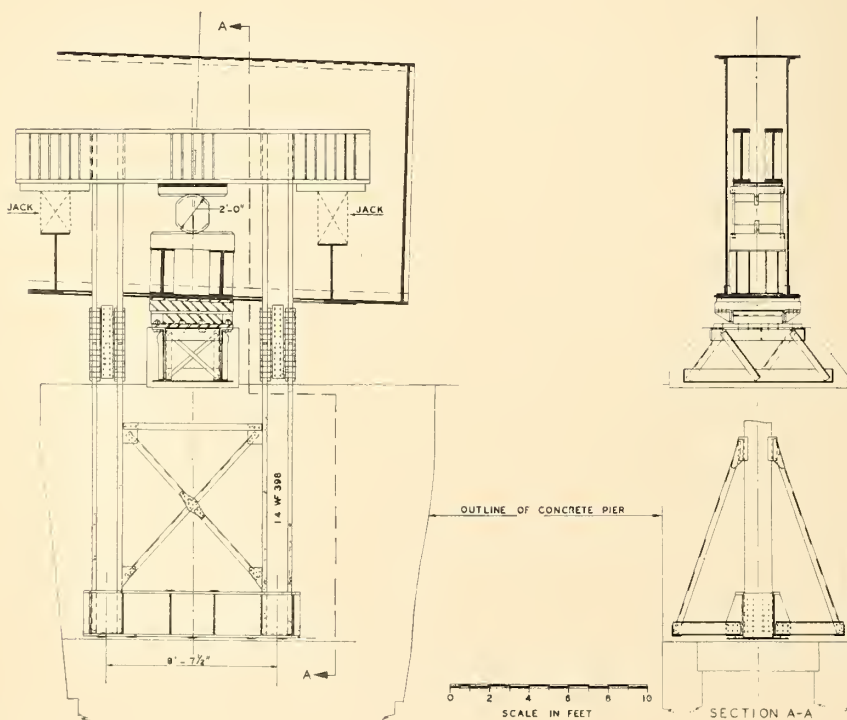 A
JACK
2'-0"
JACK
14 WF 398
OUTLINE OF CONCRETE PIER
8' - 7½"
A
0 2 4 6 8 10
SCALE IN FEET
SECTION A-A